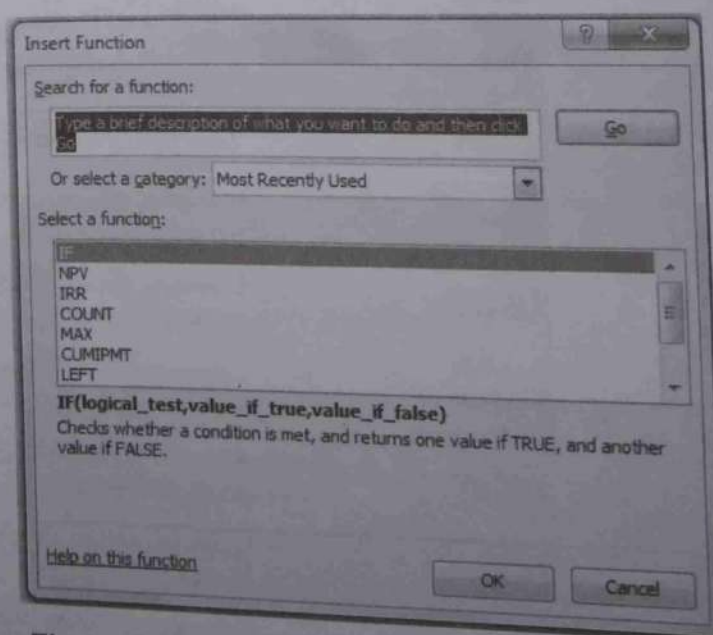 Insert Function
Search for a function:
Type a brief description of what you want to do and then click
Go
Go
Or select a category: Most Recently Used
Select a function:
IF
NPV
IRR
COUNT
MAX
CUMIPMT
LEFT
IF(logical_test,value_if_true,value_if_false)
Checks whether a condition is met, and returns one value if TRUE, and another
value if FALSE.
Help on this function
OK
Cancel